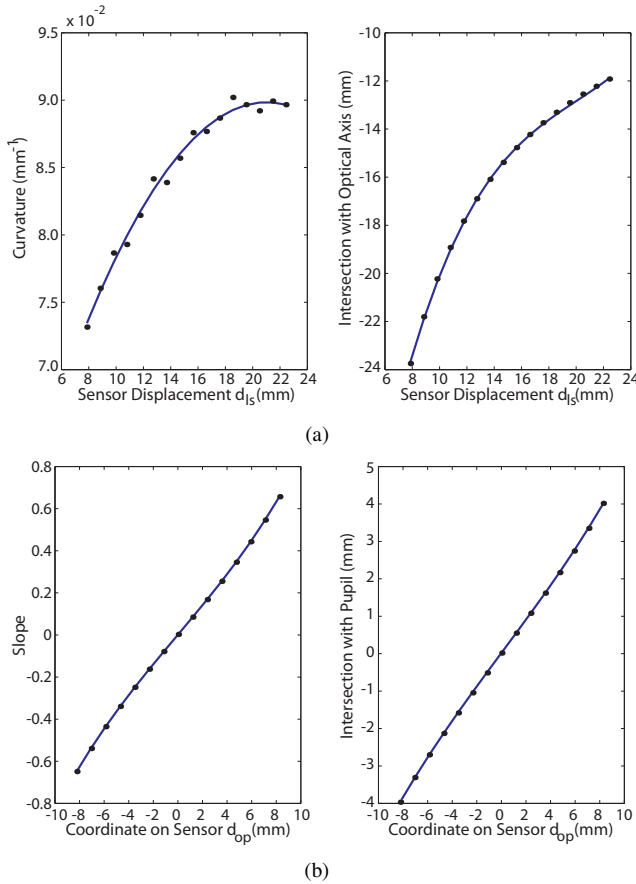 x 10⁻²
9.5
9.0
8.5
8.0
7.5
7.0
Curvature (mm⁻¹)
6 8 10 12 14 16 18 20 22 24
Sensor Displacement dls(mm)
-10
-12
-14
-16
-18
-20
-22
-24
Intersection with Optical Axis (mm)
6 8 10 12 14 16 18 20 22 24
Sensor Displacement dls(mm)
(a)
0.8
0.6
0.4
0.2
0
-0.2
-0.4
-0.6
-0.8
Slope
-10 -8 -6 -4 -2 0 2 4 6 8 10
Coordinate on Sensor dop(mm)
5
4
3
2
1
0
-1
-2
-3
-4
Intersection with Pupil (mm)
-10 -8 -6 -4 -2 0 2 4 6 8 10
Coordinate on Sensor dop(mm)
(b)